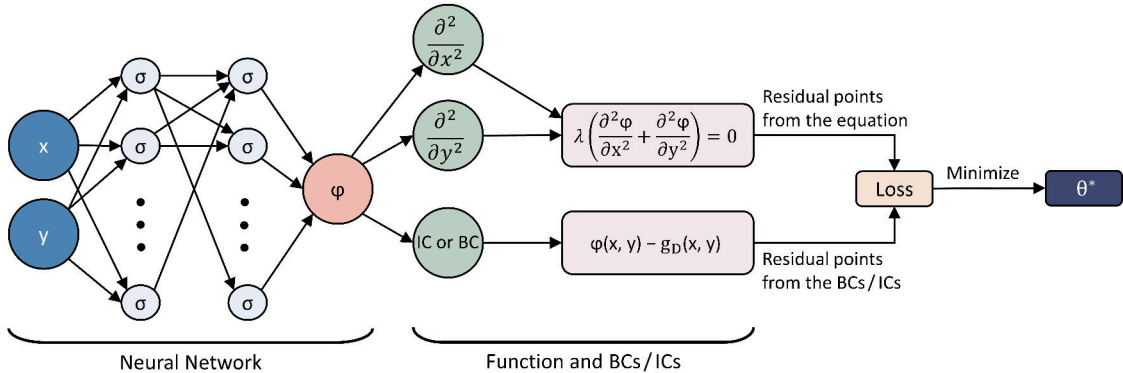 x
y
σ
σ
σ
σ
σ
σ
φ
∂²/∂x²
∂²/∂y²
IC or BC
λ(∂²φ/∂x² + ∂²φ/∂y²) = 0
φ(x, y) − g_D(x, y)
Residual points
from the equation
Residual points
from the BCs/ICs
Loss
Minimize
θ*
Neural Network
Function and BCs/ICs